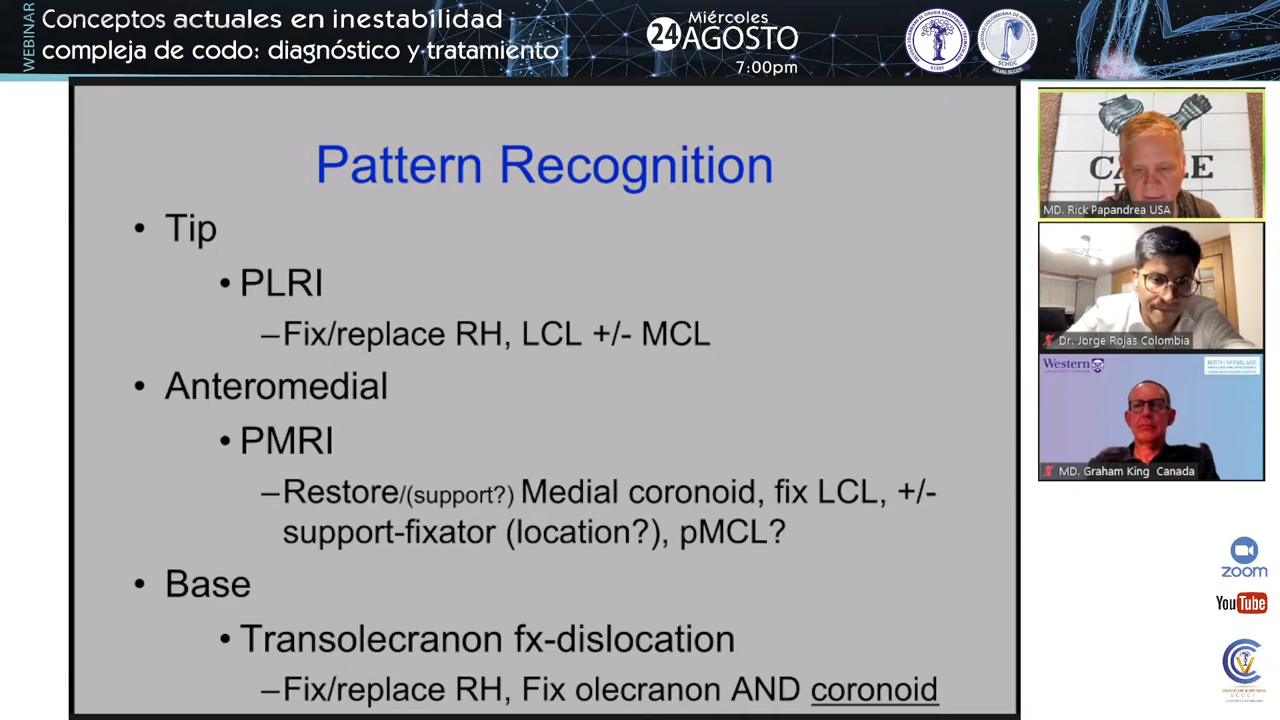 WEBINAR
Conceptos actuales en inestabilidad
compleja de codo: diagnóstico y tratamiento
Miércoles
24 AGOSTO
7:00pm
SCHOC
Pattern Recognition
• Tip
• PLRI
–Fix/replace RH, LCL +/- MCL
• Anteromedial
• PMRI
–Restore/(support?) Medial coronoid, fix LCL, +/-
support-fixator (location?), pMCL?
• Base
• Transolecranon fx-dislocation
–Fix/replace RH, Fix olecranon AND coronoid
MD. Rick Papandrea USA
Dr. Jorge Rojas Colombia
Western
MD. Graham King Canada
zoom
YouTube